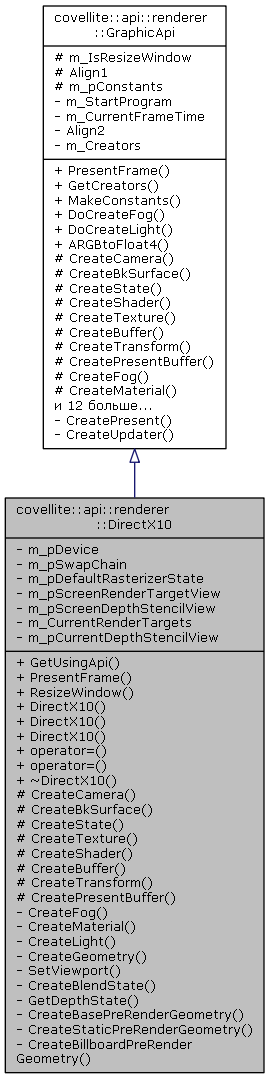 covellite::api::renderer
::GraphicApi
# m_IsResizeWindow
# Align1
# m_pConstants
- m_StartProgram
- m_CurrentFrameTime
- Align2
- m_Creators
+ PresentFrame()
+ GetCreators()
+ MakeConstants()
+ DoCreateFog()
+ DoCreateLight()
+ ARGBtoFloat4()
# CreateCamera()
# CreateBkSurface()
# CreateState()
# CreateShader()
# CreateTexture()
# CreateBuffer()
# CreateTransform()
# CreatePresentBuffer()
# CreateFog()
# CreateMaterial()
и 12 больше...
- CreatePresent()
- CreateUpdater()
covellite::api::renderer
::DirectX10
- m_pDevice
- m_pSwapChain
- m_pDefaultRasterizerState
- m_pScreenRenderTargetView
- m_pScreenDepthStencilView
- m_CurrentRenderTargets
- m_pCurrentDepthStencilView
+ GetUsingApi()
+ PresentFrame()
+ ResizeWindow()
+ DirectX10()
+ DirectX10()
+ DirectX10()
+ operator=()
+ operator=()
+ ~DirectX10()
# CreateCamera()
# CreateBkSurface()
# CreateState()
# CreateTexture()
# CreateShader()
# CreateBuffer()
# CreateTransform()
# CreatePresentBuffer()
- CreateFog()
- CreateMaterial()
- CreateLight()
- CreateGeometry()
- SetViewport()
- CreateBlendState()
- GetDepthState()
- CreateBasePreRenderGeometry()
- CreateStaticPreRenderGeometry()
- CreateBillboardPreRender
Geometry()